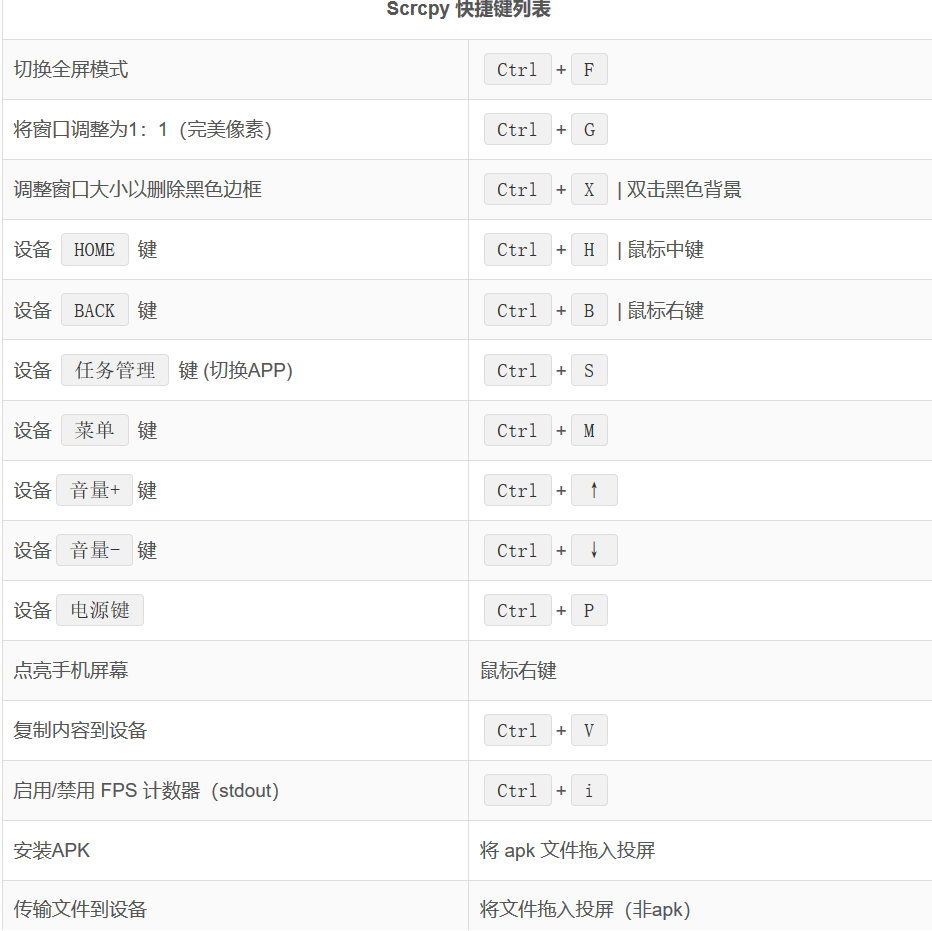 Scrcpy 快捷键列表
切换全屏模式 Ctrl + F
将窗口调整为1：1（完美像素） Ctrl + G
调整窗口大小以删除黑色边框 Ctrl + X | 双击黑色背景
设备 HOME 键 Ctrl + H | 鼠标中键
设备 BACK 键 Ctrl + B | 鼠标右键
设备 任务管理 键 (切换APP) Ctrl + S
设备 菜单 键 Ctrl + M
设备 音量+ 键 Ctrl + ↑
设备 音量- 键 Ctrl + ↓
设备 电源键 Ctrl + P
点亮手机屏幕 鼠标右键
复制内容到设备 Ctrl + V
启用/禁用 FPS 计数器（stdout） Ctrl + i
安装APK 将 apk 文件拖入投屏
传输文件到设备 将文件拖入投屏（非apk）